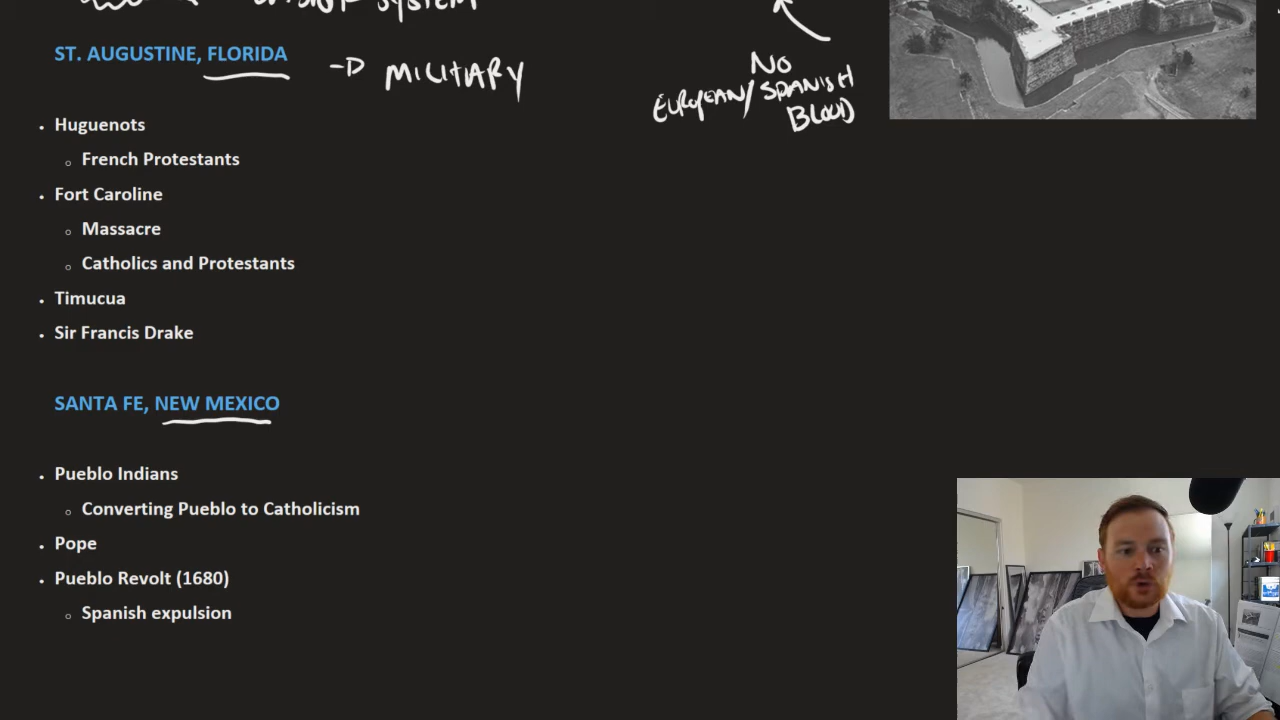 SYSTEM
ST. AUGUSTINE, FLORIDA
MILITARY
NO
EUROPEAN/SPANISH
BLOOD
• Huguenots
○ French Protestants
• Fort Caroline
○ Massacre
○ Catholics and Protestants
• Timucua
• Sir Francis Drake
SANTA FE, NEW MEXICO
• Pueblo Indians
○ Converting Pueblo to Catholicism
• Pope
• Pueblo Revolt (1680)
○ Spanish expulsion